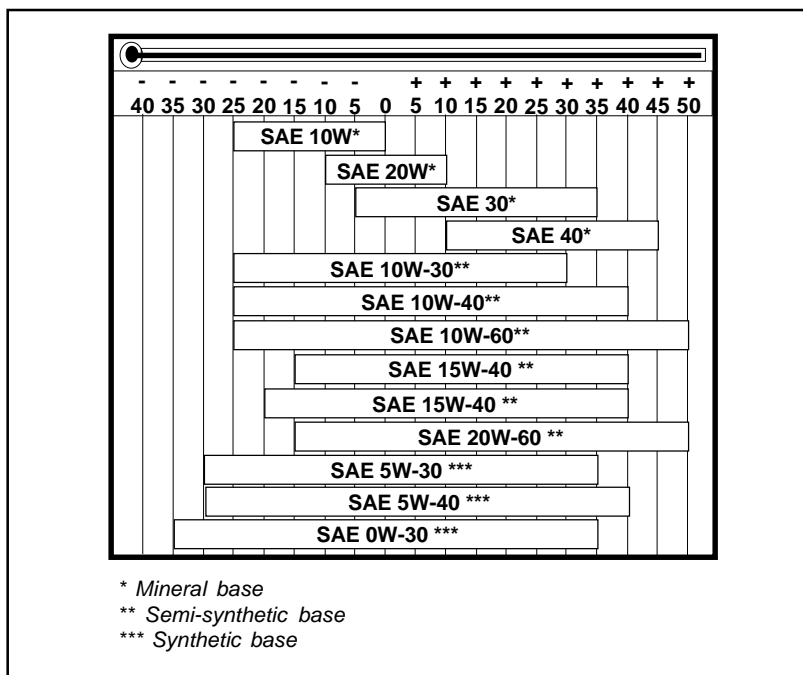 - - - - - - - - + + + + + + + + + +
40 35 30 25 20 15 10 5 0 5 10 15 20 25 30 35 40 45 50
SAE 10W*
SAE 20W*
SAE 30*
SAE 40*
SAE 10W-30**
SAE 10W-40**
SAE 10W-60**
SAE 15W-40 **
SAE 15W-40 **
SAE 20W-60 **
SAE 5W-30 ***
SAE 5W-40 ***
SAE 0W-30 ***
* Mineral base
** Semi-synthetic base
*** Synthetic base